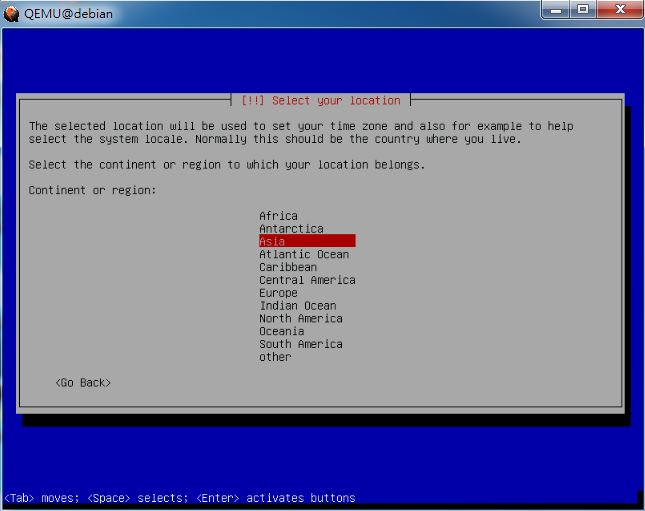 QEMU@debian
[!!] Select your location
The selected location will be used to set your time zone and also for example to help
select the system locale. Normally this should be the country where you live.
Select the continent or region to which your location belongs.
Continent or region:
Africa
Antarctica
Asia
Atlantic Ocean
Caribbean
Central America
Europe
Indian Ocean
North America
Oceania
South America
other
<Go Back>
<Tab> moves; <Space> selects; <Enter> activates buttons